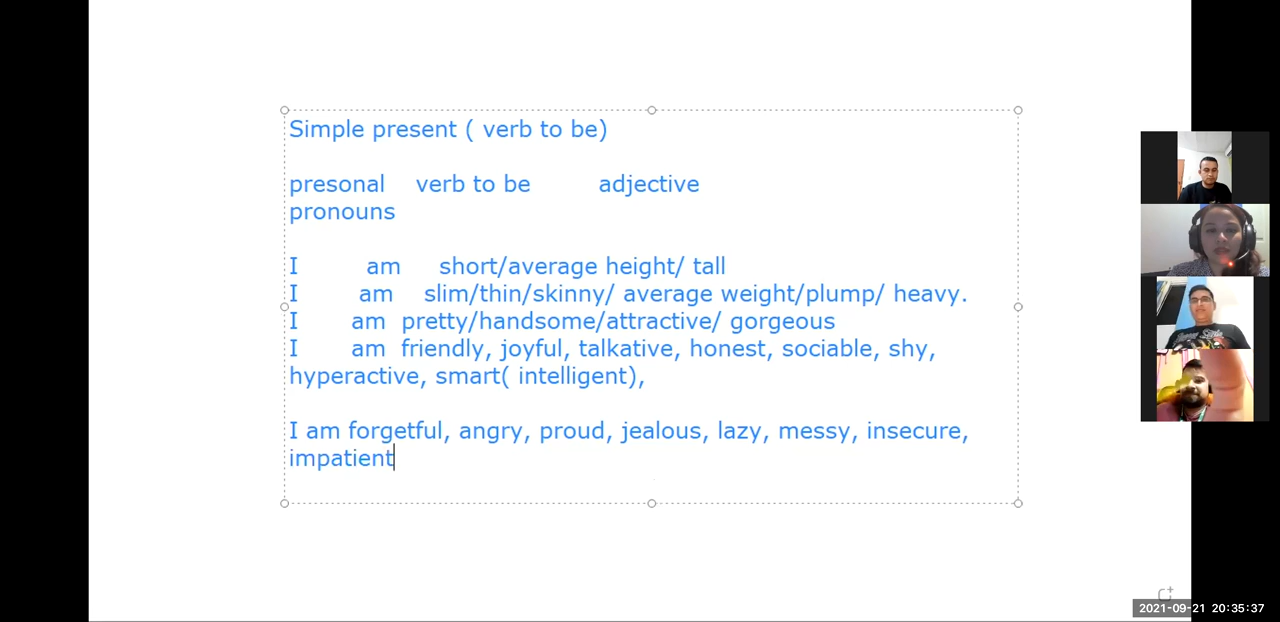 Simple present ( verb to be)
presonal verb to be adjective
pronouns
I am short/average height/ tall
I am slim/thin/skinny/ average weight/plump/ heavy.
I am pretty/handsome/attractive/ gorgeous
I am friendly, joyful, talkative, honest, sociable, shy,
hyperactive, smart( intelligent),
I am forgetful, angry, proud, jealous, lazy, messy, insecure,
impatient
2021-09-21 20:35:37